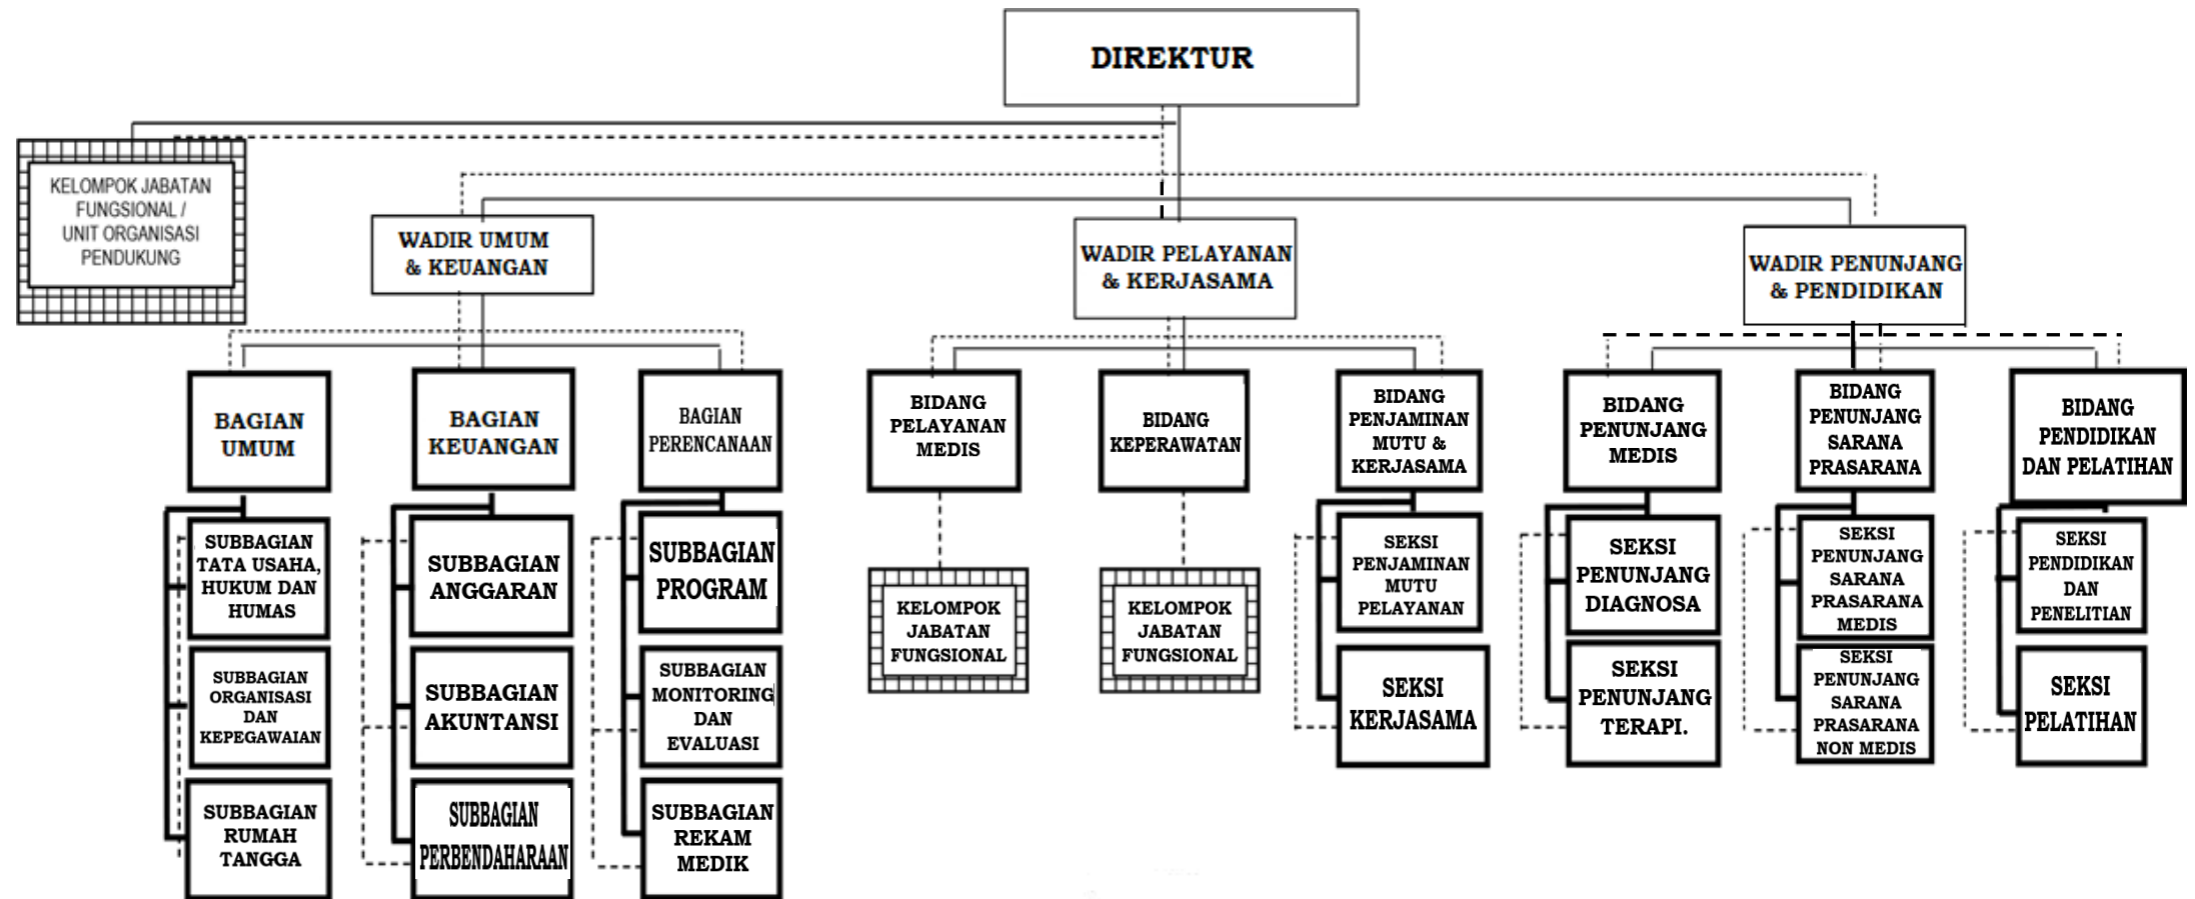 DIREKTUR
KELOMPOK JABATAN
FUNGSIONAL /
UNIT ORGANISASI
PENDUKUNG
WADIR UMUM
& KEUANGAN
WADIR PELAYANAN
& KERJASAMA
WADIR PENUNJANG
& PENDIDIKAN
BAGIAN
UMUM
BAGIAN
KEUANGAN
BAGIAN
PERENCANAAN
BIDANG
PELAYANAN
MEDIS
BIDANG
KEPERAWATAN
BIDANG
PENJAMINAN
MUTU &
KERJASAMA
BIDANG
PENUNJANG
MEDIS
BIDANG
PENUNJANG
SARANA
PRASARANA
BIDANG
PENDIDIKAN
DAN PELATIHAN
SUBBAGIAN
TATA USAHA,
HUKUM DAN
HUMAS
SUBBAGIAN
ANGGARAN
SUBBAGIAN
PROGRAM
KELOMPOK
JABATAN
FUNGSIONAL
KELOMPOK
JABATAN
FUNGSIONAL
SEKSI
PENJAMINAN
MUTU
PELAYANAN
SEKSI
PENUNJANG
DIAGNOSA
SEKSI
PENUNJANG
SARANA
PRASARANA
MEDIS
SEKSI
PENDIDIKAN
DAN
PENELITIAN
SUBBAGIAN
ORGANISASI
DAN
KEPEGAWAIAN
SUBBAGIAN
AKUNTANSI
SUBBAGIAN
MONITORING
DAN
EVALUASI
SEKSI
KERJASAMA
SEKSI
PENUNJANG
TERAPI.
SEKSI
PENUNJANG
SARANA
PRASARANA
NON MEDIS
SEKSI
PELATIHAN
SUBBAGIAN
RUMAH
TANGGA
SUBBAGIAN
PERBENDAHARAAN
SUBBAGIAN
REKAM
MEDIK